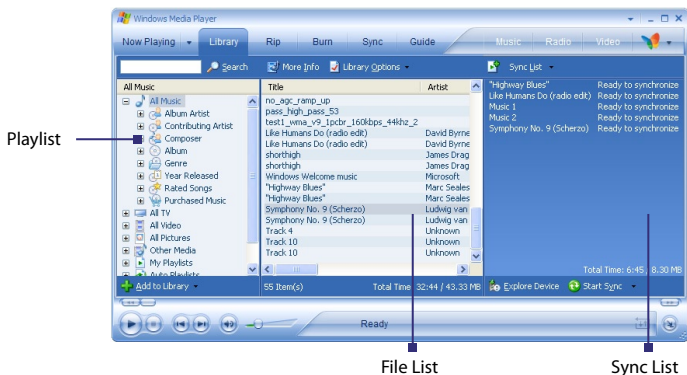 Windows Media Player
Now Playing Library Rip Burn Sync Guide Music Radio Video
Search More Info Library Options Sync List
All Music
All Music
Album Artist
Contributing Artist
Composer
Album
Genre
Year Released
Rated Songs
Purchased Music
All TV
All Video
All Pictures
Other Media
My Playlists
Auto Playlists
Add to Library
Title Artist
no_agc_ramp_up
pass_high_pass_53
test1_wma_v9_1pcbr_160kbps_44khz_2
Like Humans Do (radio edit) David Byrne
Like Humans Do (radio edit) David Byrne
shorthigh James Drag
shorthigh James Drag
Windows Welcome music Microsoft
"Highway Blues" Marc Seales
"Highway Blues" Marc Seales
Symphony No. 9 (Scherzo) Ludwig van
Symphony No. 9 (Scherzo) Ludwig van
Track 4 Unknown
Track 10 Unknown
Track 10 Unknown
55 Item(s) Total Time: 32:44 / 43.33 MB
"Highway Blues" Ready to synchronize
Like Humans Do (radio edit) Ready to synchronize
Music 1 Ready to synchronize
Music 2 Ready to synchronize
Symphony No. 9 (Scherzo) Ready to synchronize
Total Time: 6:45 / 8.30 MB
Explore Device Start Sync
Ready
Playlist
File List
Sync List